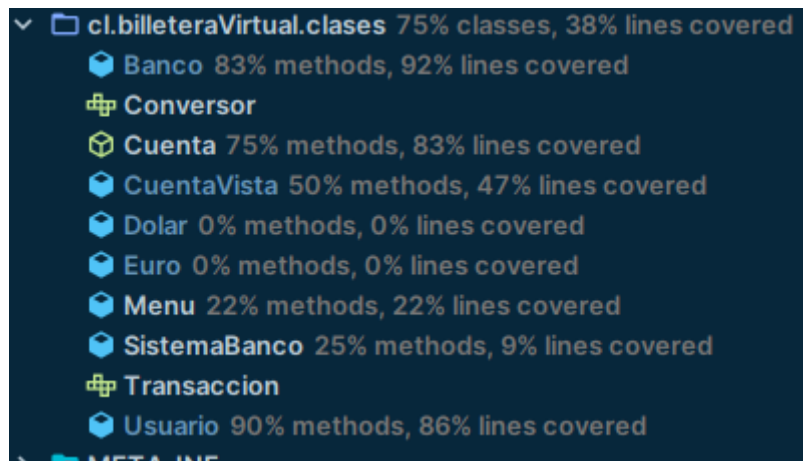 cl.billeteraVirtual.clases 75% classes, 38% lines covered
Banco 83% methods, 92% lines covered
Conversor
Cuenta 75% methods, 83% lines covered
CuentaVista 50% methods, 47% lines covered
Dolar 0% methods, 0% lines covered
Euro 0% methods, 0% lines covered
Menu 22% methods, 22% lines covered
SistemaBanco 25% methods, 9% lines covered
Transaccion
Usuario 90% methods, 86% lines covered